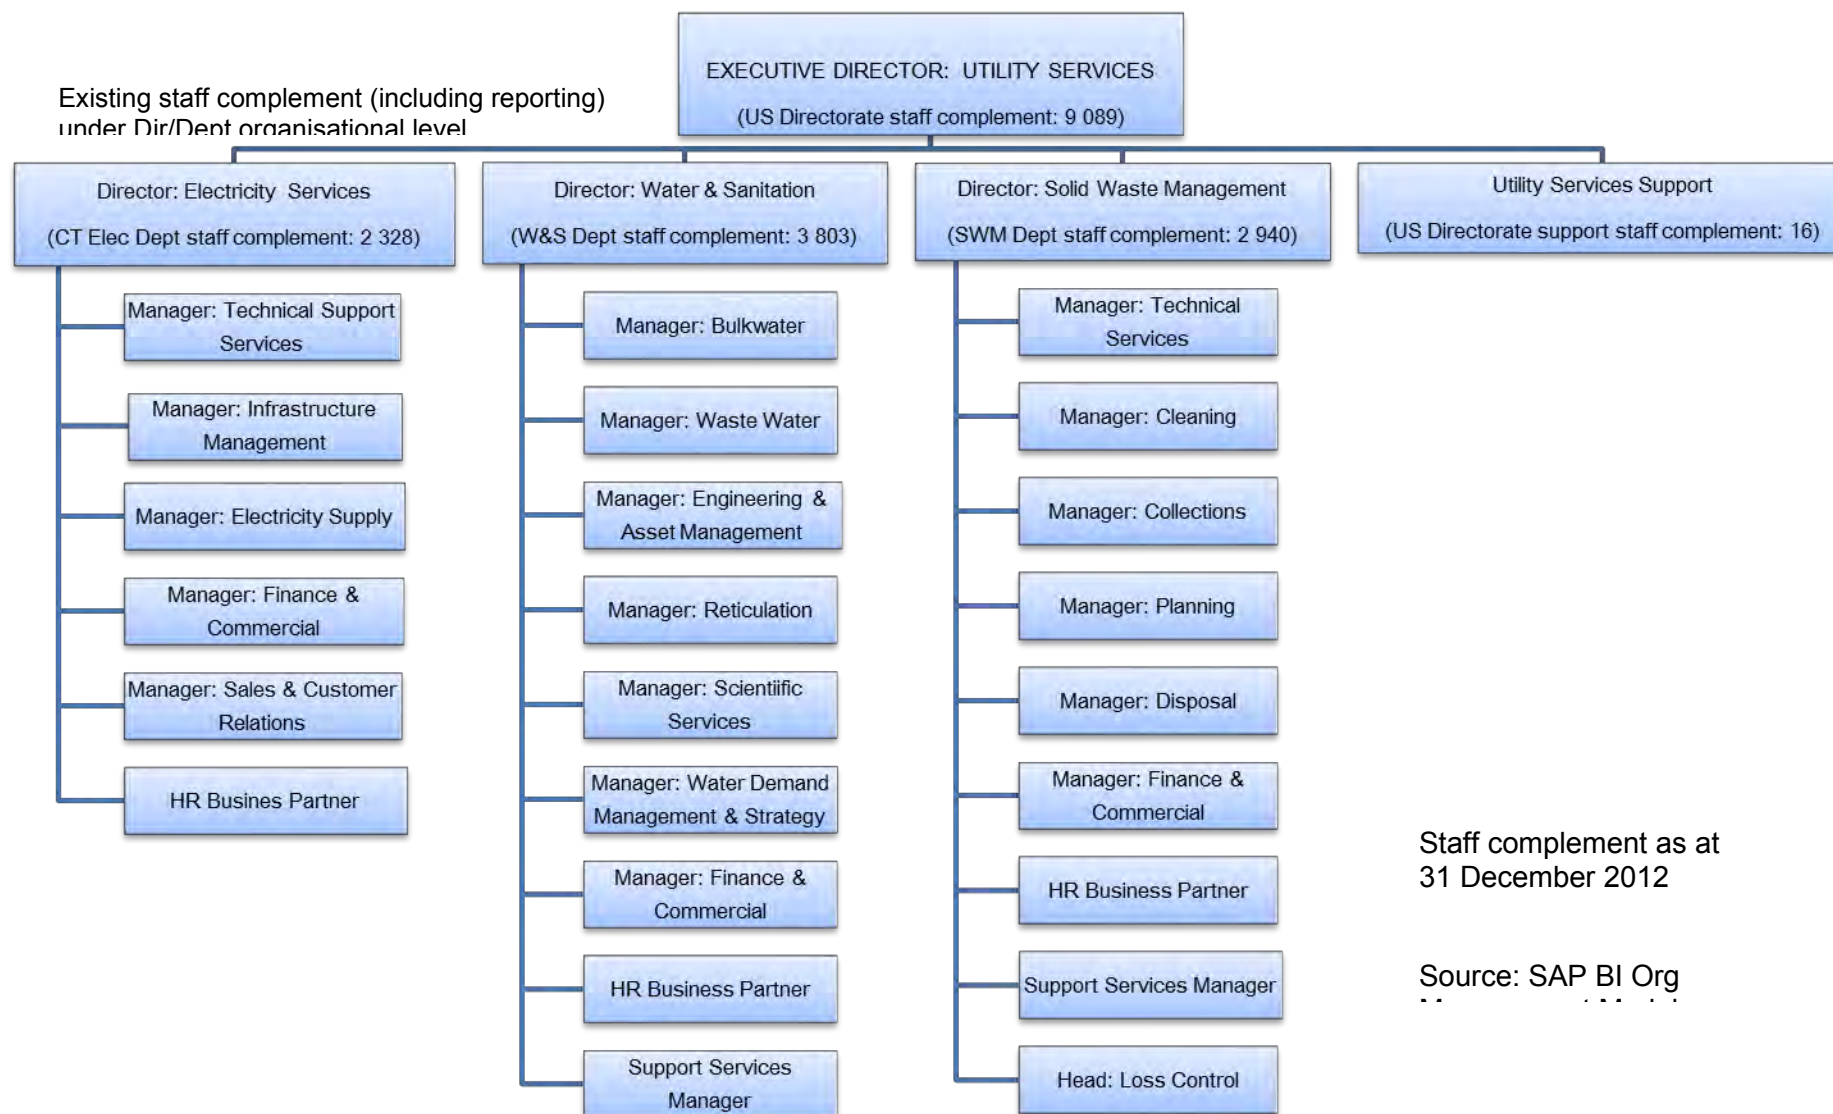 EXECUTIVE DIRECTOR: UTILITY SERVICES
(US Directorate staff complement: 9 089)
Existing staff complement (including reporting)
under Dir/Dept organisational level
Director: Electricity Services
(CT Elec Dept staff complement: 2 328)
Manager: Technical Support
Services
Manager: Infrastructure
Management
Manager: Electricity Supply
Manager: Finance &
Commercial
Manager: Sales & Customer
Relations
HR Busines Partner
Director: Water & Sanitation
(W&S Dept staff complement: 3 803)
Manager: Bulkwater
Manager: Waste Water
Manager: Engineering &
Asset Management
Manager: Reticulation
Manager: Scientiific
Services
Manager: Water Demand
Management & Strategy
Manager: Finance &
Commercial
HR Business Partner
Support Services
Manager
Director: Solid Waste Management
(SWM Dept staff complement: 2 940)
Manager: Technical
Services
Manager: Cleaning
Manager: Collections
Manager: Planning
Manager: Disposal
Manager: Finance &
Commercial
HR Business Partner
Support Services Manager
Head: Loss Control
Utility Services Support
(US Directorate support staff complement: 16)
Staff complement as at
31 December 2012
Source: SAP BI Org